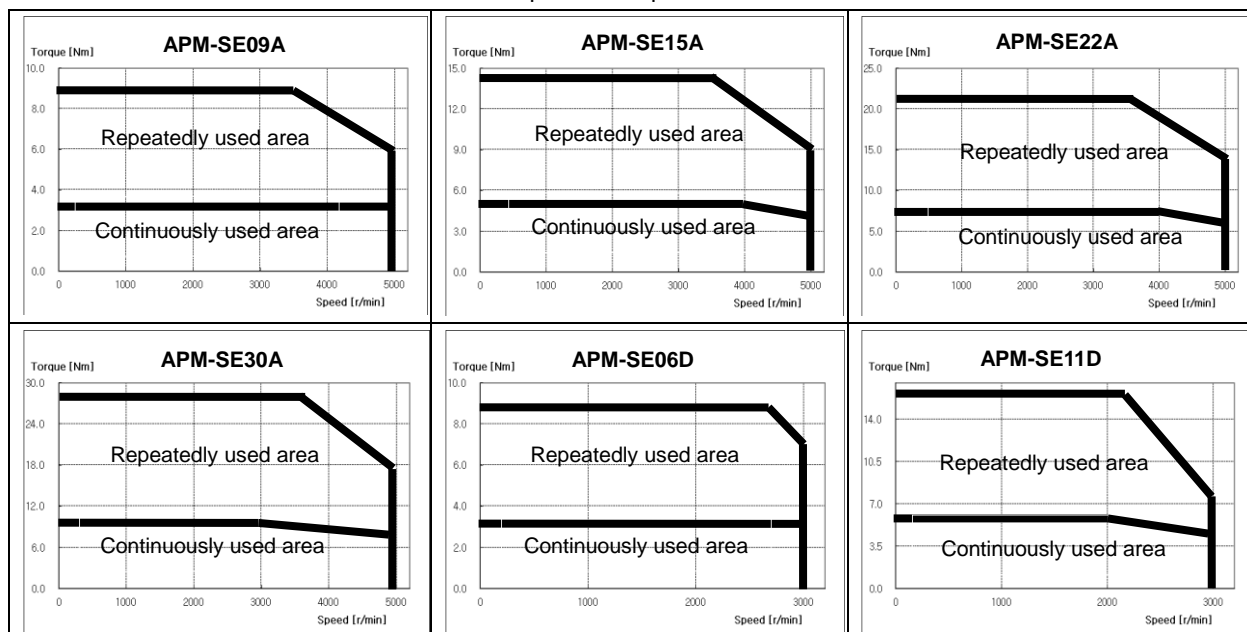 APM-SE09A
Torque [Nm]
10.0
8.0
Repeatedly used area
6.0
4.0
2.0
Continuously used area
0.0
0 1000 2000 3000 4000 5000
Speed [r/min]
APM-SE15A
Torque [Nm]
15.0
12.0
Repeatedly used area
9.0
6.0
3.0
Continuously used area
0.0
0 1000 2000 3000 4000 5000
Speed [r/min]
APM-SE22A
Torque [Nm]
25.0
20.0
Repeatedly used area
15.0
10.0
5.0
Continuously used area
0.0
0 1000 2000 3000 4000 5000
Speed [r/min]
APM-SE30A
Torque [Nm]
30.0
24.0
Repeatedly used area
18.0
12.0
6.0
Continuously used area
0.0
0 1000 2000 3000 4000 5000
Speed [r/min]
APM-SE06D
Torque [Nm]
10.0
8.0
Repeatedly used area
6.0
4.0
2.0
Continuously used area
0.0
0 1000 2000 3000
Speed [r/min]
APM-SE11D
Torque [Nm]
14.0
10.5
Repeatedly used area
7.0
3.5
Continuously used area
0.0
0 1000 2000 3000
Speed [r/min]